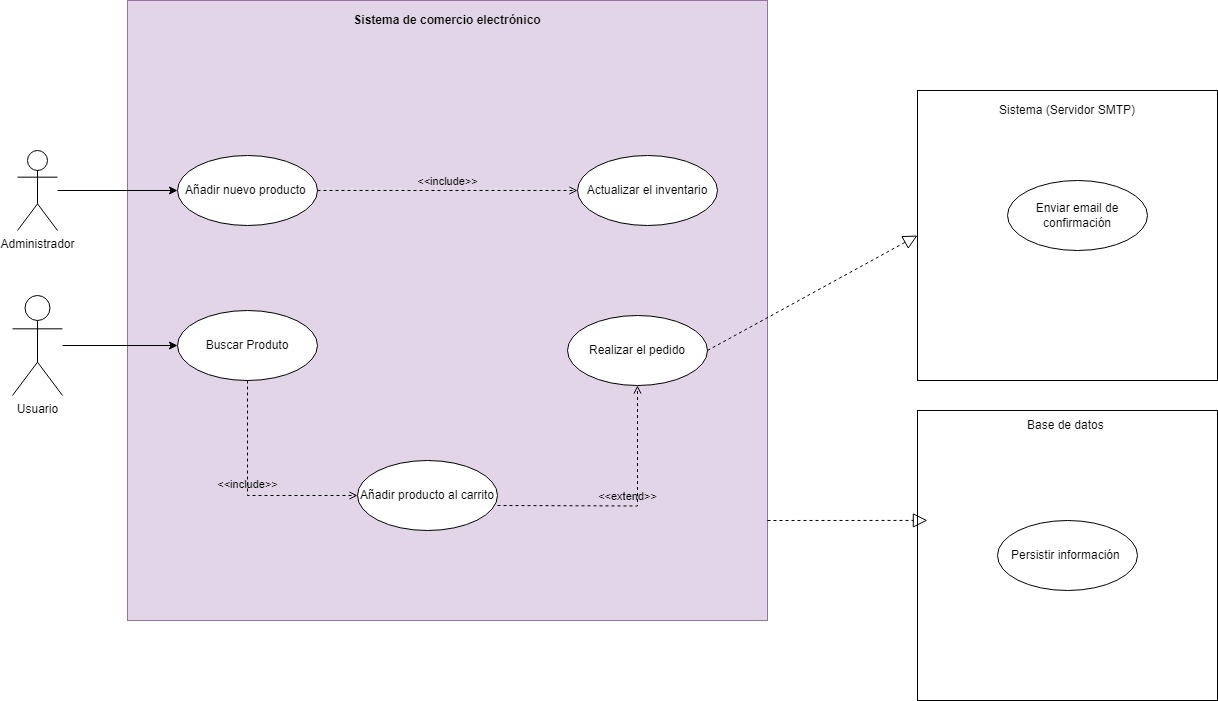 Sistema de comercio electrónico
Sistema (Servidor SMTP)
Administrador
Añadir nuevo producto
<<include>>
Actualizar el inventario
Enviar email de
confirmación
Usuario
Buscar Produto
Realizar el pedido
<<include>>
Añadir producto al carrito
<<extend>>
Base de datos
Persistir información